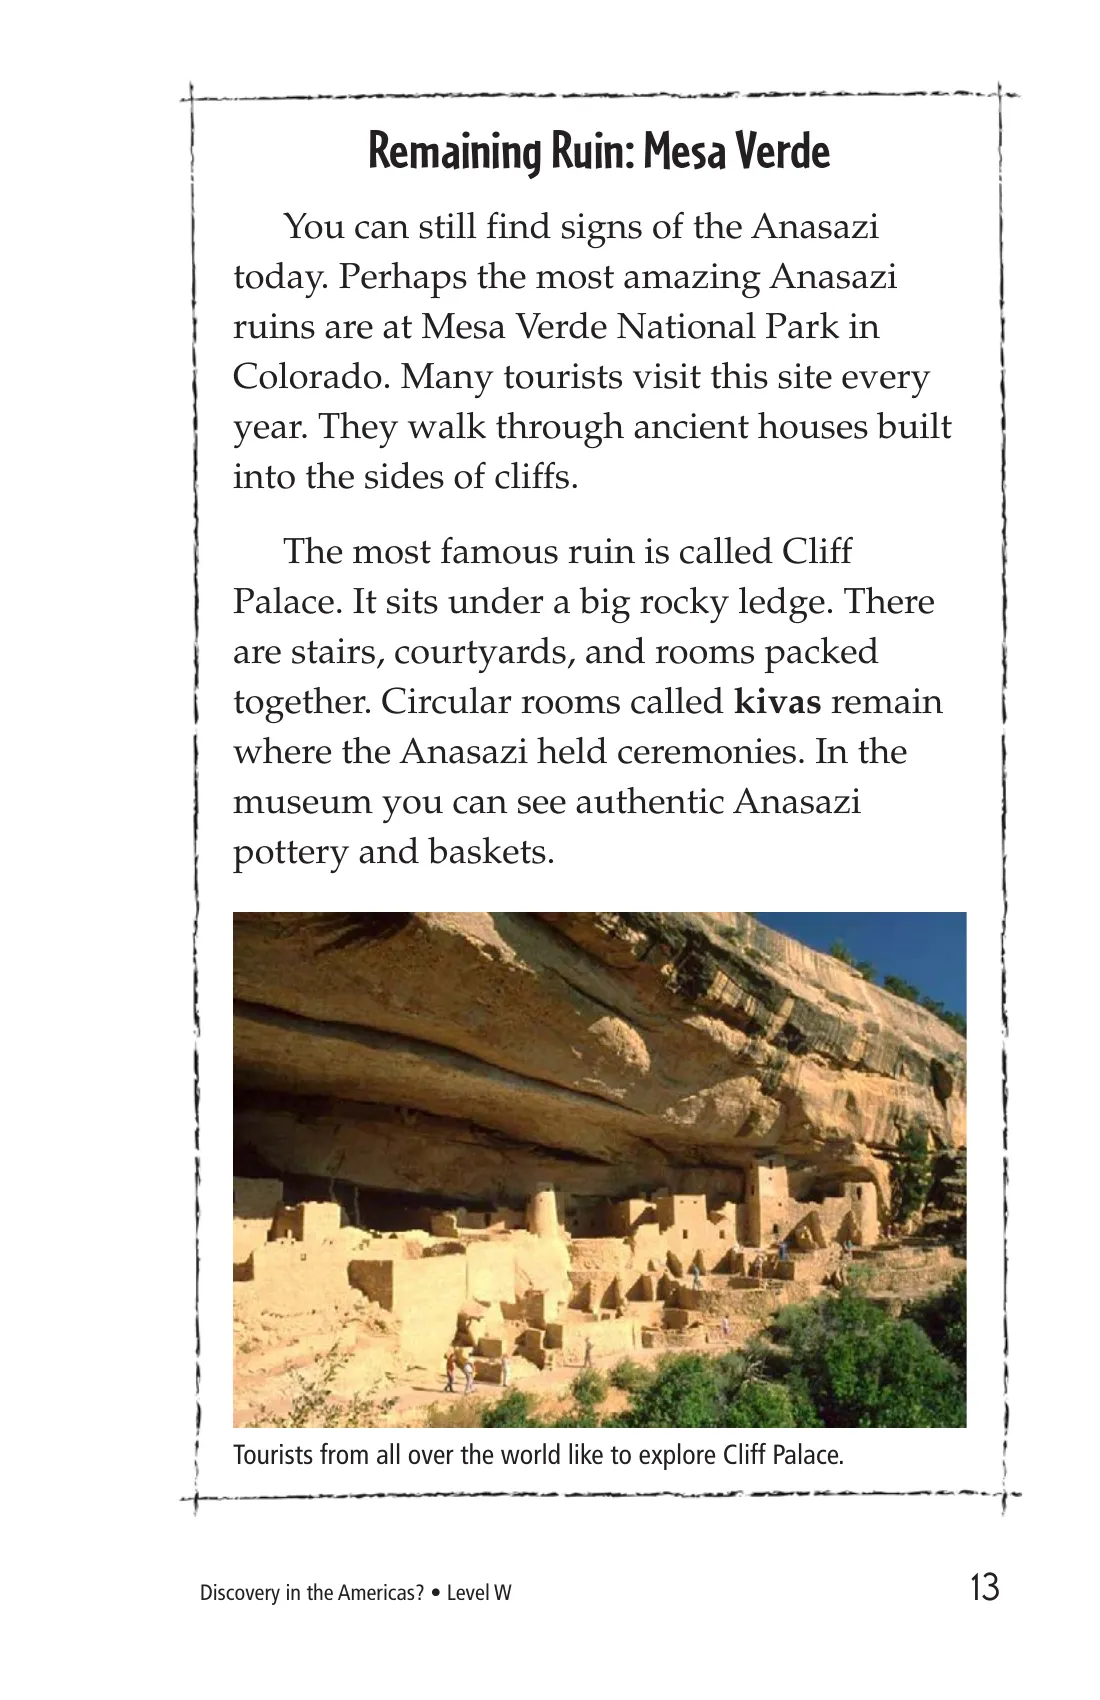 Remaining Ruin: Mesa Verde
You can still find signs of the Anasazi
today. Perhaps the most amazing Anasazi
ruins are at Mesa Verde National Park in
Colorado. Many tourists visit this site every
year. They walk through ancient houses built
into the sides of cliffs.
The most famous ruin is called Cliff
Palace. It sits under a big rocky ledge. There
are stairs, courtyards, and rooms packed
together. Circular rooms called kivas remain
where the Anasazi held ceremonies. In the
museum you can see authentic Anasazi
pottery and baskets.
Tourists from all over the world like to explore Cliff Palace.
Discovery in the Americas? • Level W
13